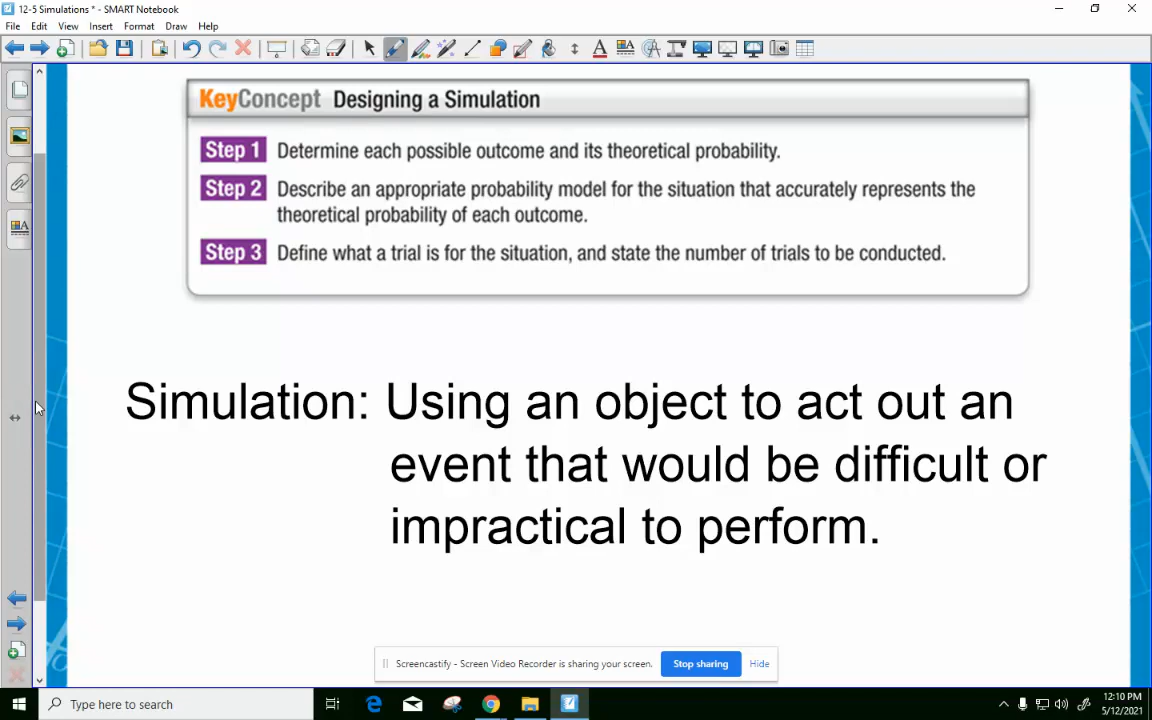 12-5 Simulations * - SMART Notebook
File Edit View Insert Format Draw Help
KeyConcept Designing a Simulation
Step 1 Determine each possible outcome and its theoretical probability.
Step 2 Describe an appropriate probability model for the situation that accurately represents the
theoretical probability of each outcome.
Step 3 Define what a trial is for the situation, and state the number of trials to be conducted.
Simulation: Using an object to act out an
event that would be difficult or
impractical to perform.
Screencastify - Screen Video Recorder is sharing your screen. Stop sharing Hide
Type here to search
12:10 PM
5/12/2021